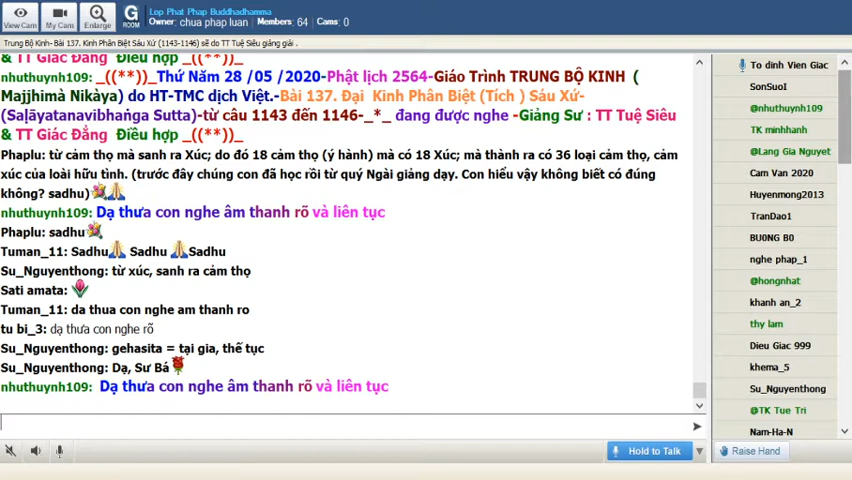 View Cam
My Cam
Enlarge
G
ROOM
Lop Phat Phap Buddhadhamma
Owner: chua phap luan Members: 64 Cams: 0
Trung Bộ Kinh- Bài 137. Kinh Phân Biệt Sáu Xứ (1143-1146) sẽ do TT Tuệ Siêu giảng giải .
& TT Giác Đẳng Điều hợp _((**))_
nhuthuynh109: _((**))_Thứ Năm 28 /05 /2020-Phật lịch 2564-Giáo Trình TRUNG BỘ KINH (
Majjhimà Nikàya) do HT-TMC dịch Việt.-Bài 137. Đại Kinh Phân Biệt (Tích ) Sáu Xứ-
(Saḷāyatanavibhaṅga Sutta)-từ câu 1143 đến 1146-_*_ đang được nghe -Giảng Sư : TT Tuệ Siêu
& TT Giác Đẳng Điều hợp _((**))_
Phaplu: từ cảm thọ mà sanh ra Xúc; do đó 18 cảm thọ (ý hành) mà có 18 Xúc; mà thành ra có 36 loại cảm thọ, cảm
xúc của loài hữu tình. (trước đây chúng con đã học rồi từ quý Ngài giảng dạy. Con hiểu vậy không biết có đúng
không? sadhu)
nhuthuynh109: Dạ thưa con nghe âm thanh rõ và liên tục
Phaplu: sadhu
Tuman_11: Sadhu Sadhu Sadhu
Su_Nguyenthong: từ xúc, sanh ra cảm thọ
Sati amata:
Tuman_11: da thua con nghe am thanh ro
tu bi_3: dạ thưa con nghe rõ
Su_Nguyenthong: gehasita = tại gia, thế tục
Su_Nguyenthong: Dạ, Sư Bá
nhuthuynh109: Dạ thưa con nghe âm thanh rõ và liên tục
Hold to Talk
To dinh Vien Giac
SonSuoI
@nhuthuynh109
TK minhhanh
@Lang Gia Nguyet
Cam Van 2020
Huyenmong2013
TranDao1
BU0NG B0
nghe phap_1
@hongnhat
khanh an_2
thy lam
Dieu Giac 999
khema_5
Su_Nguyenthong
@TK Tue Tri
Nam-Ha-N
Raise Hand